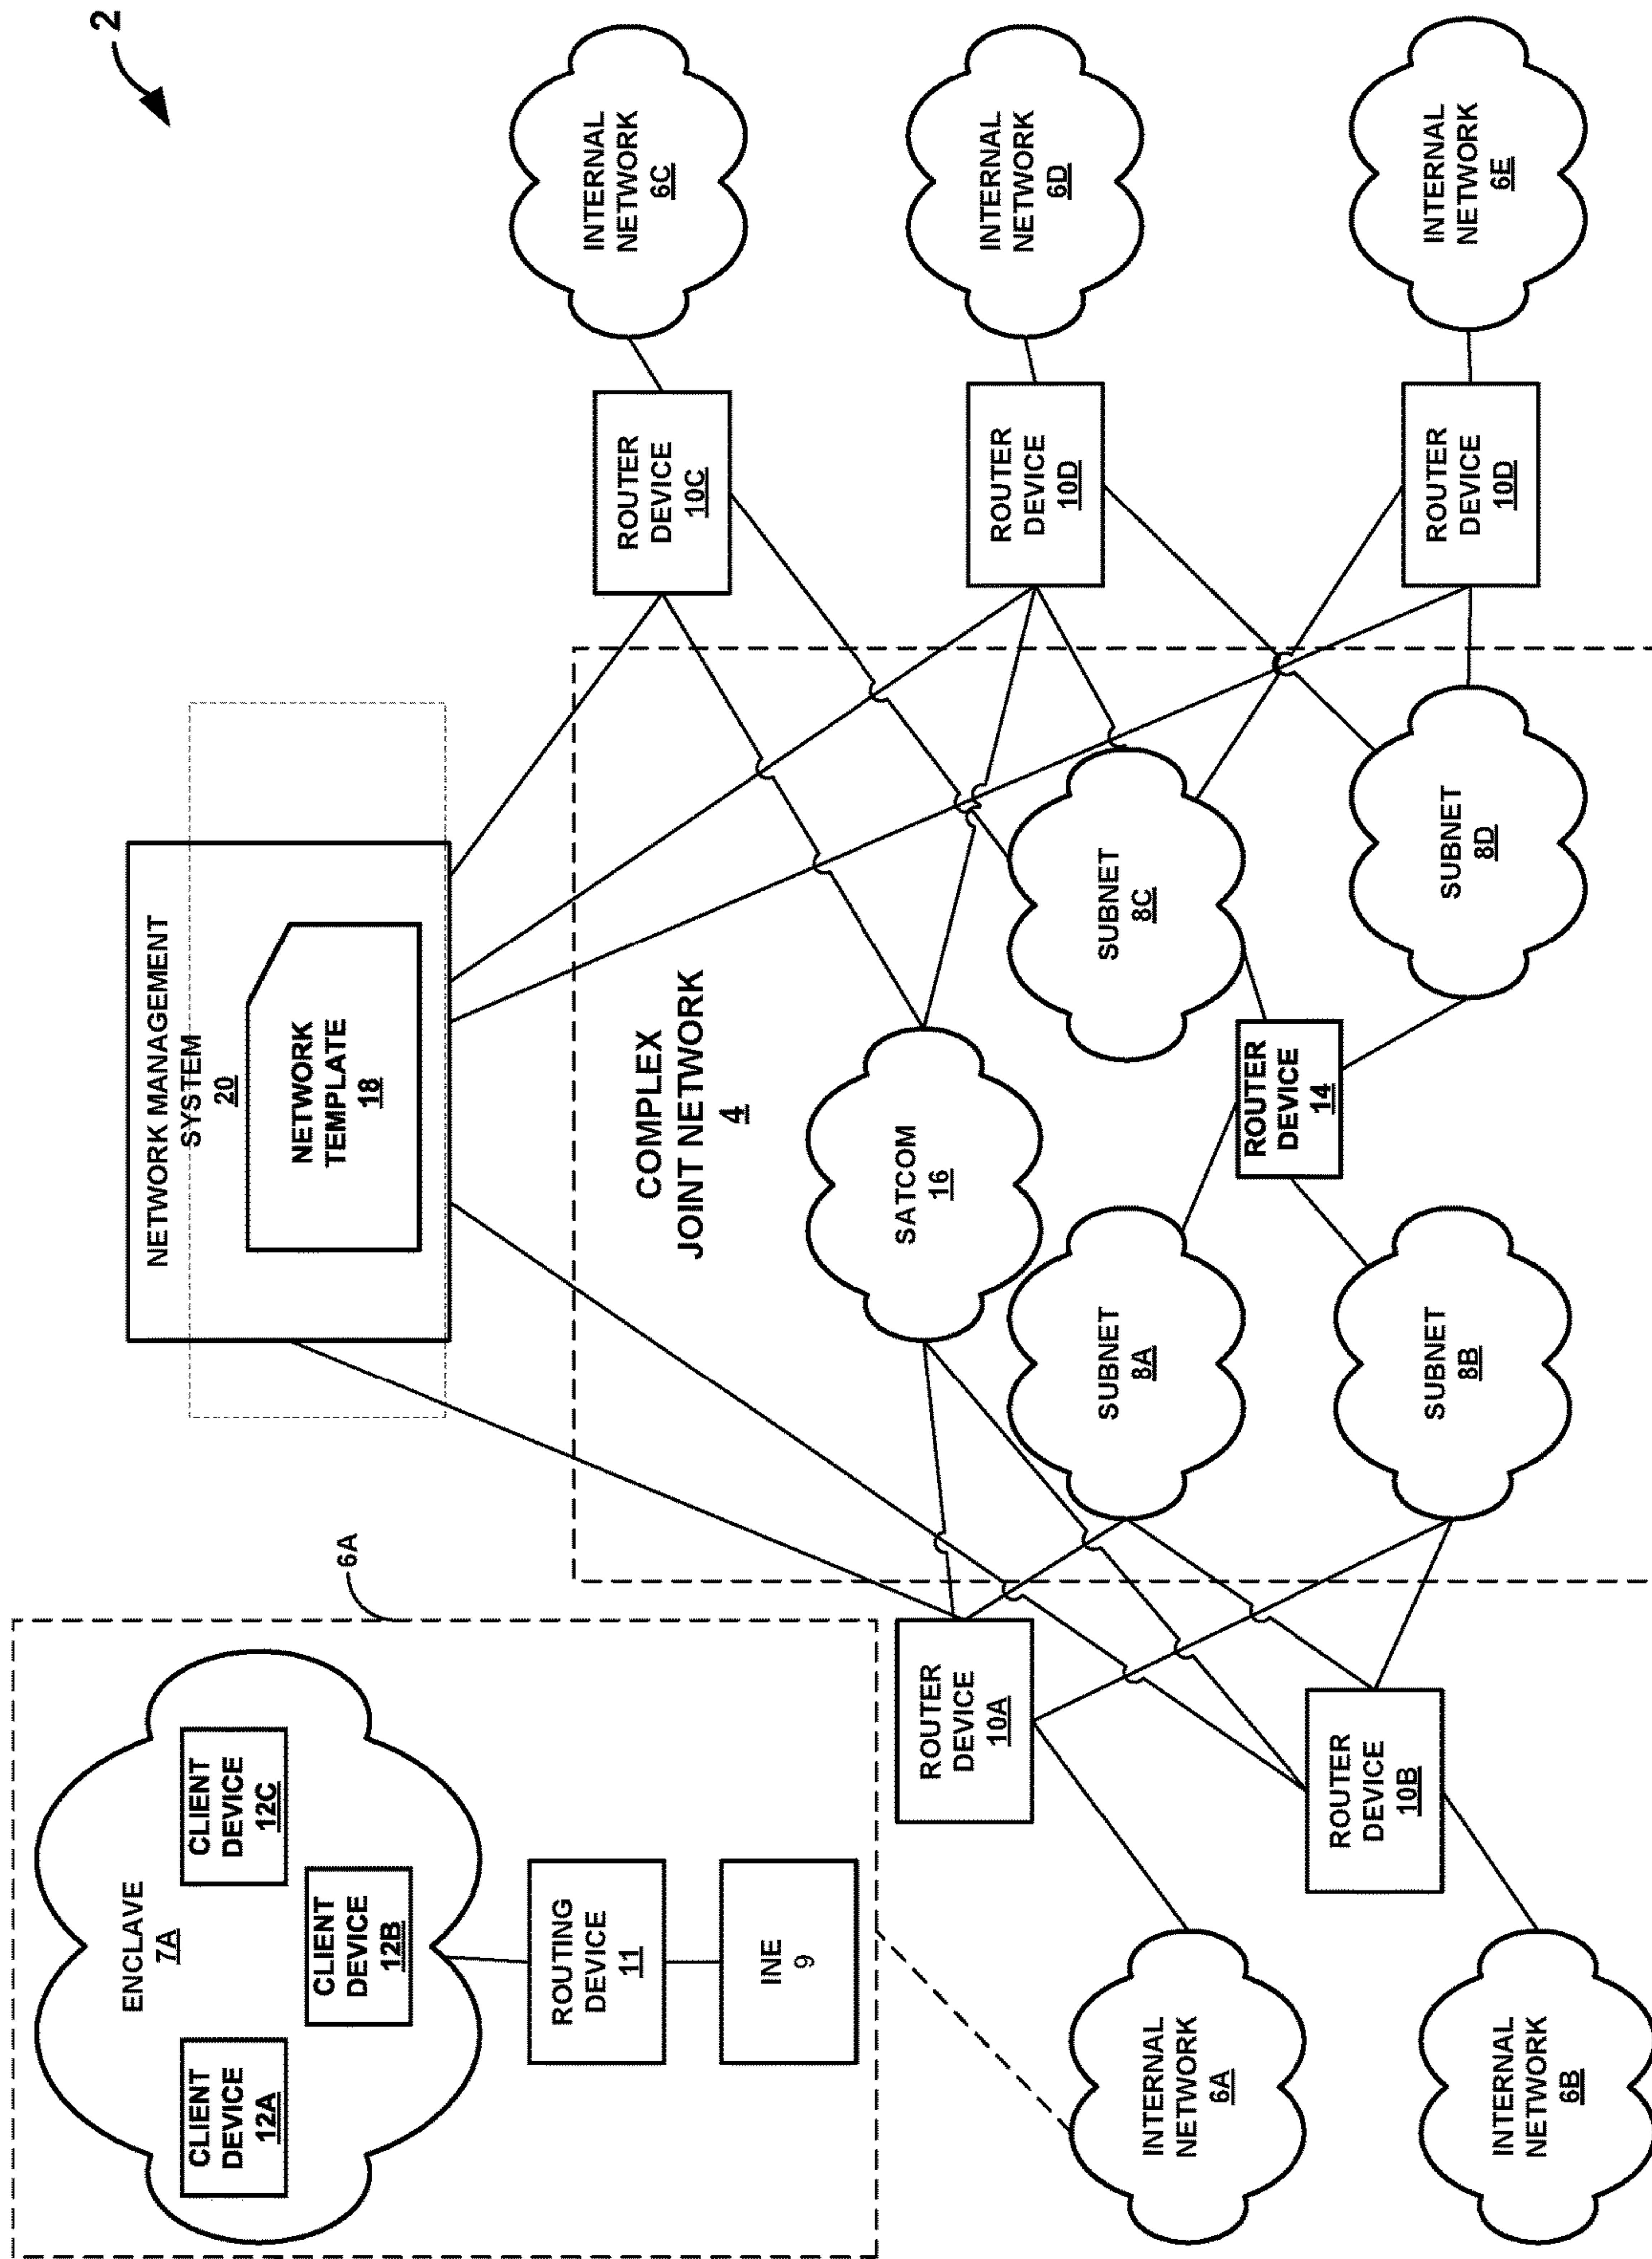 2
6A
ENCLAVE
7A
CLIENT
DEVICE
12A
CLIENT
DEVICE
12B
CLIENT
DEVICE
12C
ROUTING
DEVICE
11
INE
9
NETWORK MANAGEMENT
SYSTEM
20
NETWORK
TEMPLATE
18
COMPLEX
JOINT NETWORK
4
INTERNAL
NETWORK
6A
INTERNAL
NETWORK
6B
ROUTER
DEVICE
10A
ROUTER
DEVICE
10B
SATCOM
16
SUBNET
8A
SUBNET
8B
ROUTER
DEVICE
14
SUBNET
8C
SUBNET
8D
ROUTER
DEVICE
10C
ROUTER
DEVICE
10D
ROUTER
DEVICE
10D
INTERNAL
NETWORK
6C
INTERNAL
NETWORK
6D
INTERNAL
NETWORK
6E